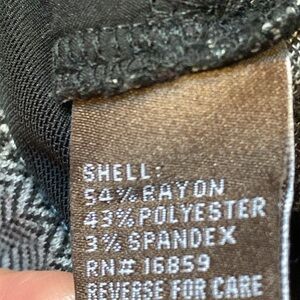 SHELL:
54% RAYON
43% POLYESTER
3% SPANDEX
RN# 16859
REVERSE FOR CARE